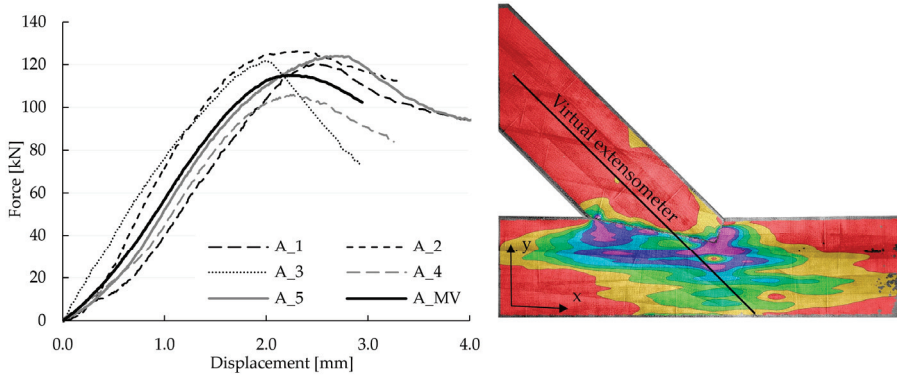 140
120
100
80
60
40
20
0
Force [kN]
A_1
A_2
A_3
A_4
A_5
A_MV
0.0
1.0
2.0
3.0
4.0
Displacement [mm]
Virtual extensometer
y
x